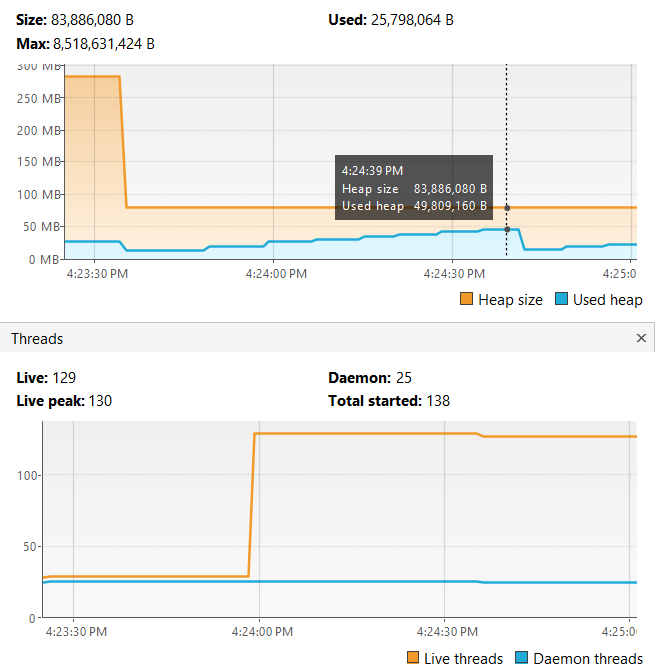 Size: 83,886,080 B Used: 25,798,064 B
Max: 8,518,631,424 B
300 MB
250 MB
200 MB
150 MB
100 MB
50 MB
0 MB
4:24:39 PM
Heap size 83,886,080 B
Used heap 49,809,160 B
4:23:30 PM 4:24:00 PM 4:24:30 PM 4:25:0
Heap size Used heap
Threads
Live: 129 Daemon: 25
Live peak: 130 Total started: 138
100
50
0
4:23:30 PM 4:24:00 PM 4:24:30 PM 4:25:0
Live threads Daemon threads